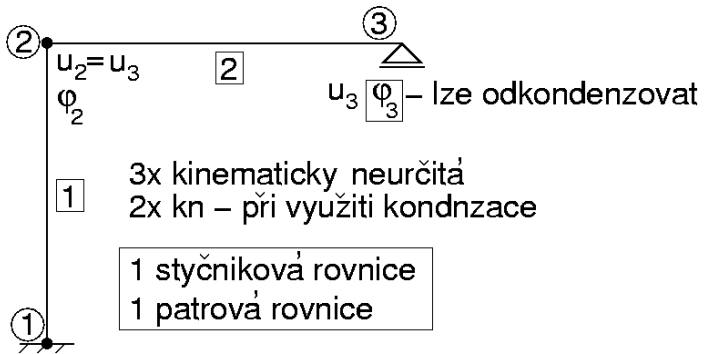 2
3
u2=u3
2
u3 φ3 – lze odkondenzovat
φ2
1
3x kinematicky neurčitá
2x kn – při využiti kondnzace
1 styčniková rovnice
1 patrová rovnice
1